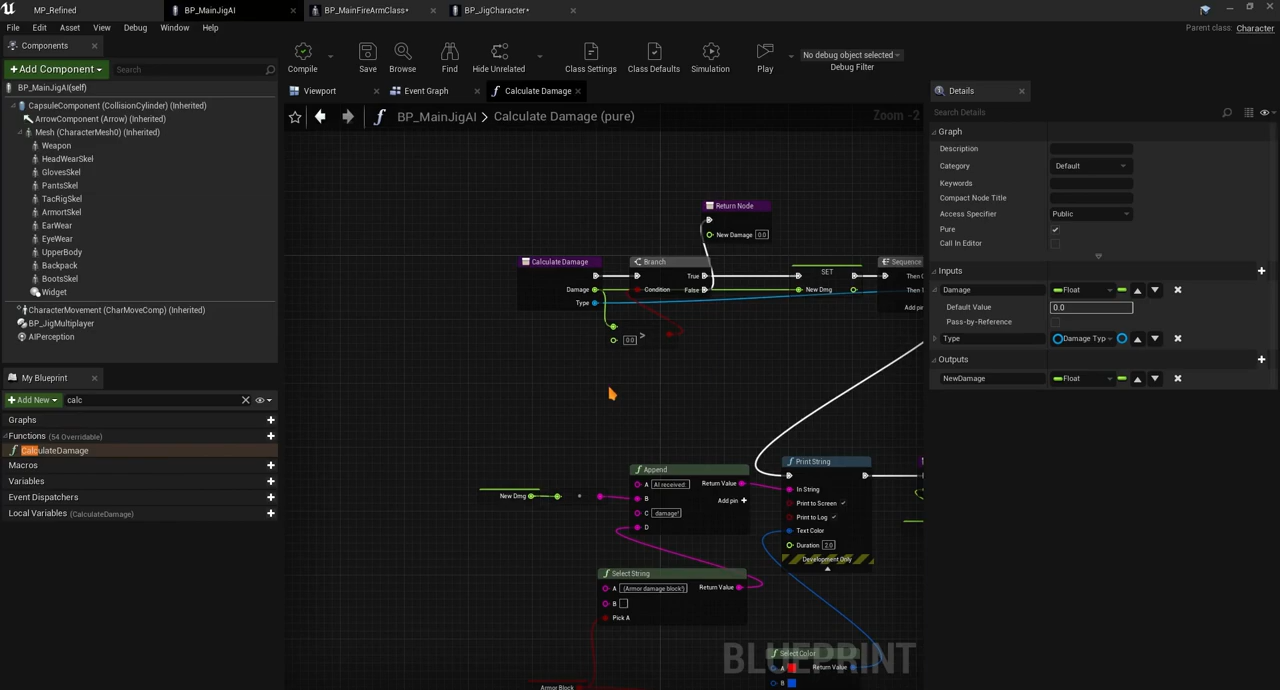 MP_Refined
BP_MainJigAI
BP_MainFireArmClass*
BP_JigCharacter*
File Edit Asset View Debug Window Help
Parent class: Character
Components
+Add Component
Search
Compile
Save
Browse
Find
Hide Unrelated
Class Settings
Class Defaults
Simulation
Play
No debug object selected
Debug Filter
BP_MainJigAI(self)
CapsuleComponent (CollisionCylinder) (Inherited)
ArrowComponent (Arrow) (Inherited)
Mesh (CharacterMesh0) (Inherited)
Weapon
HeadWearSkel
GlovesSkel
PantsSkel
TacRigSkel
ArmortSkel
EarWear
EyeWear
UpperBody
Backpack
BootsSkel
Widget
CharacterMovement (CharMoveComp) (Inherited)
BP_JigMultiplayer
AIPerception
My Blueprint
+Add New
calc
Graphs
Functions (54 Overridable)
CalculateDamage
Macros
Variables
Event Dispatchers
Local Variables (CalculateDamage)
Viewport
Event Graph
Calculate Damage
BP_MainJigAI > Calculate Damage (pure)
Zoom -2
Return Node
New Damage 0.0
Calculate Damage
Damage
Type
Branch
Condition
True
False
SET
New Dmg
Sequence
Then
Then
Add pin
0.0 >
New Dmg
Append
A AI received:
B
C damage!
D
Return Value
Add pin +
Print String
In String
Print to Screen
Print to Log
Text Color
Duration 2.0
Development Only
Select String
A (Armor damage block!)
B
Pick A
Return Value
Armor Block
Select Color
A
B
Return Value
BLUEPRINT
Details
Search Details
Graph
Description
Category Default
Keywords
Compact Node Title
Access Specifier Public
Pure
Call In Editor
Inputs
Damage Float
Default Value 0.0
Pass-by-Reference
Type Damage Typ
Outputs
NewDamage Float